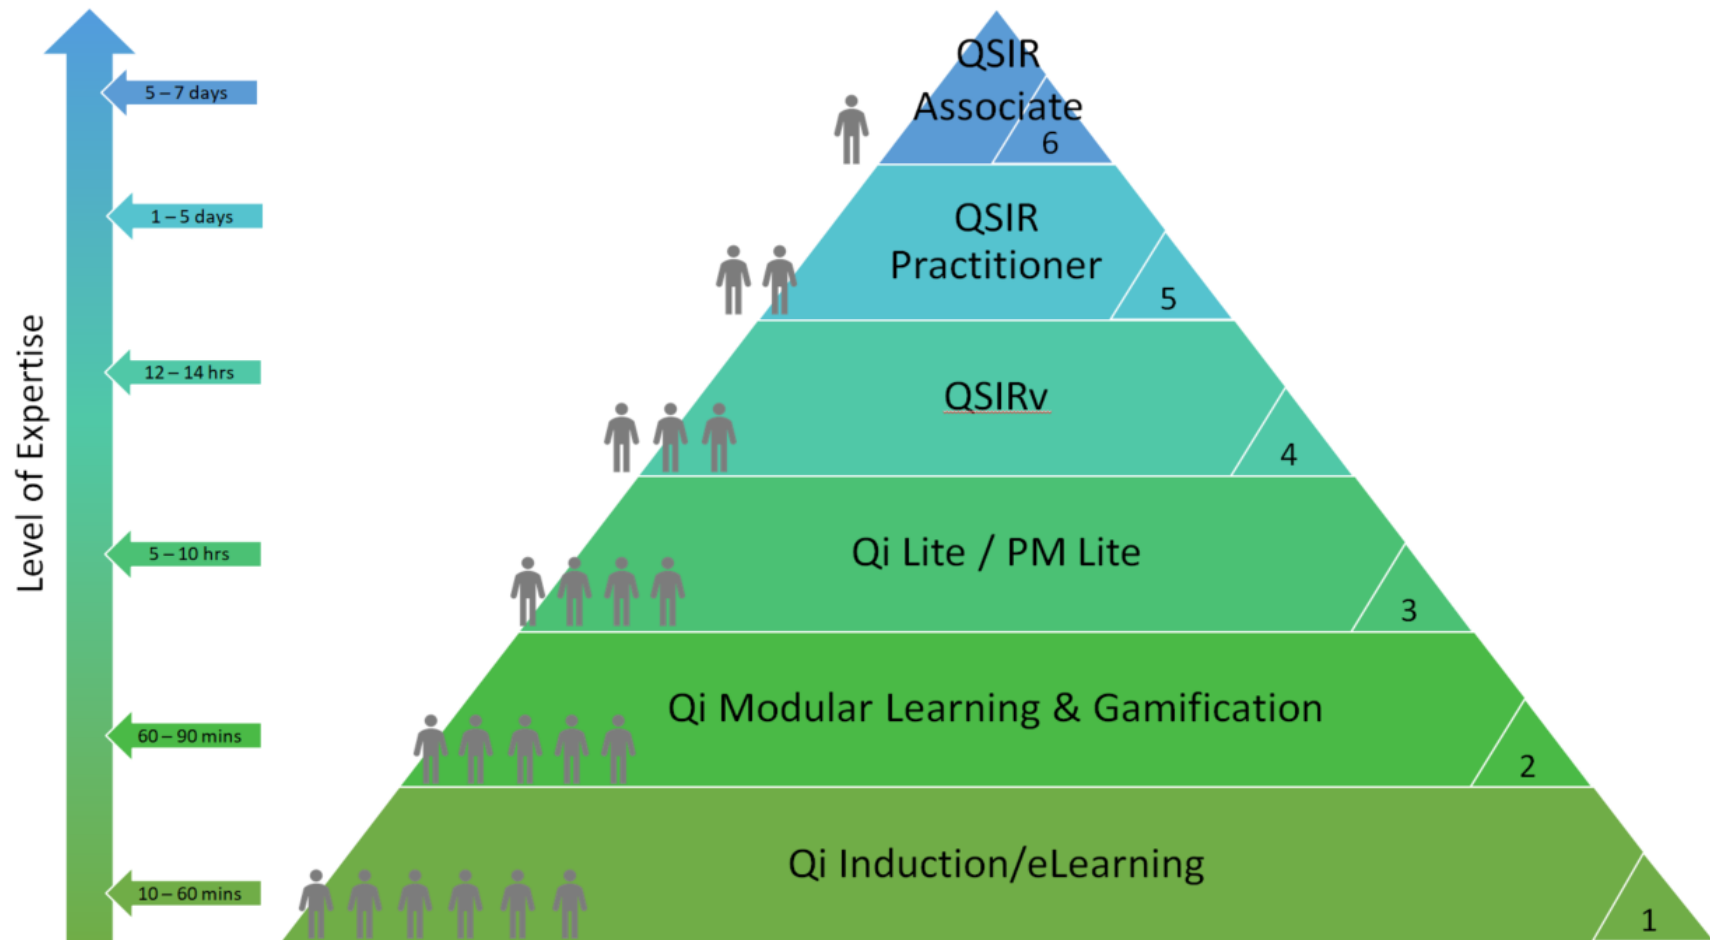 Level of Expertise
5 – 7 days
QSIR
Associate
6
1 – 5 days
QSIR
Practitioner
5
12 – 14 hrs
QSIRv
4
5 – 10 hrs
Qi Lite / PM Lite
3
60 – 90 mins
Qi Modular Learning & Gamification
2
10 – 60 mins
Qi Induction/eLearning
1